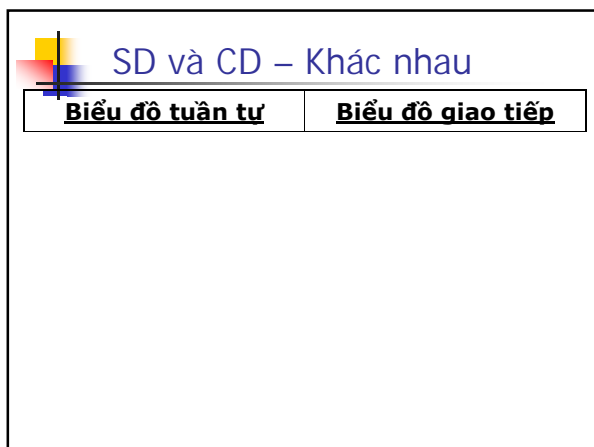 SD và CD – Khác nhau
Biểu đồ tuần tự Biểu đồ giao tiếp